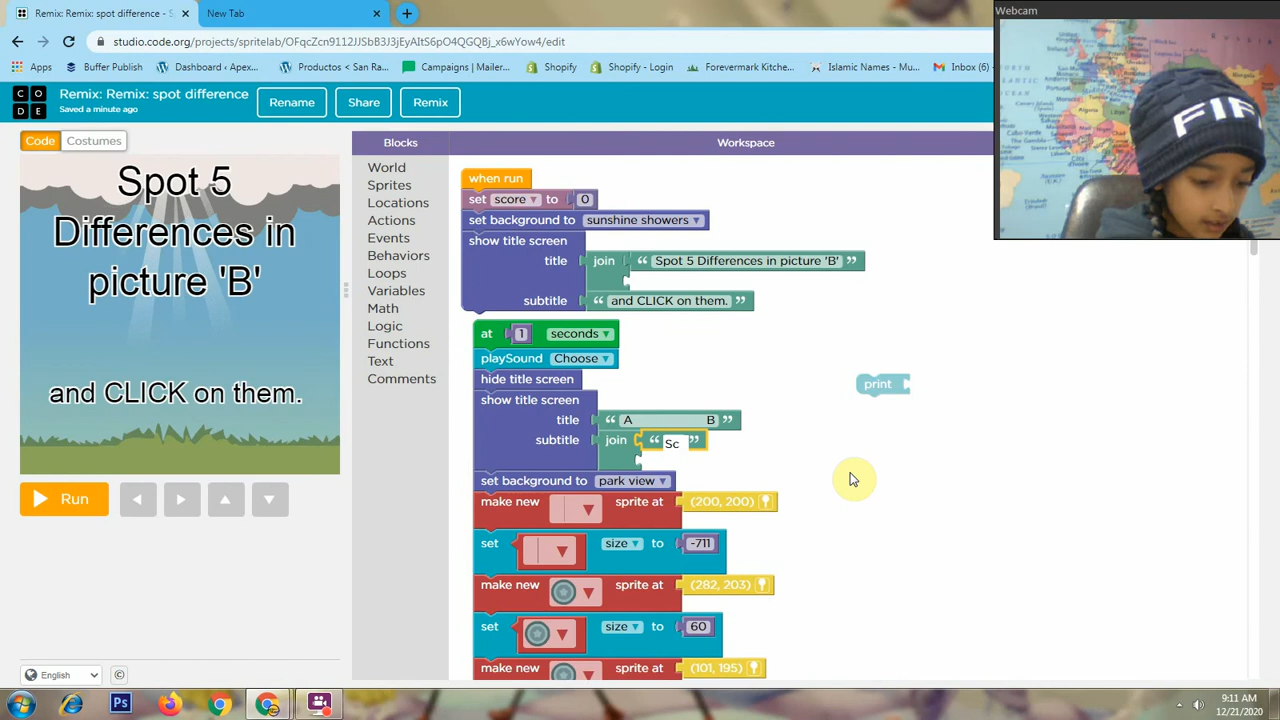 Remix: Remix: spot difference - S
New Tab
Webcam
studio.code.org/projects/spritelab/OFqcZcn9112JJS6B3J3jEyAItS6pO4QGQBj_x6wYow4/edit
Apps
Buffer Publish
Dashboard ‹ Apex...
Productos < Sa
Campaigns | Mailer...
Shopify
Shopify - Login
Forevermark Kitche...
Islamic Names - Mu...
Inbox (6)
C O D E
Remix: Remix: spot difference
Saved a minute ago
Rename
Share
Remix
Code
Costumes
Blocks
Workspace
Spot 5
Differences in
picture 'B'
and CLICK on them.
Run
English
World
Sprites
Locations
Actions
Events
Behaviors
Loops
Variables
Math
Logic
Functions
Text
Comments
when run
set score to 0
set background to sunshine showers
show title screen
title join “ Spot 5 Differences in picture 'B' ”
subtitle “ and CLICK on them. ”
at 1 seconds
playSound Choose
hide title screen
show title screen
title “ A B ”
subtitle join “ Sc ”
set background to park view
make new sprite at (200, 200)
set size to -711
make new sprite at (282, 203)
set size to 60
make new sprite at (101, 195)
print
FIF
9:11 AM
12/21/2020